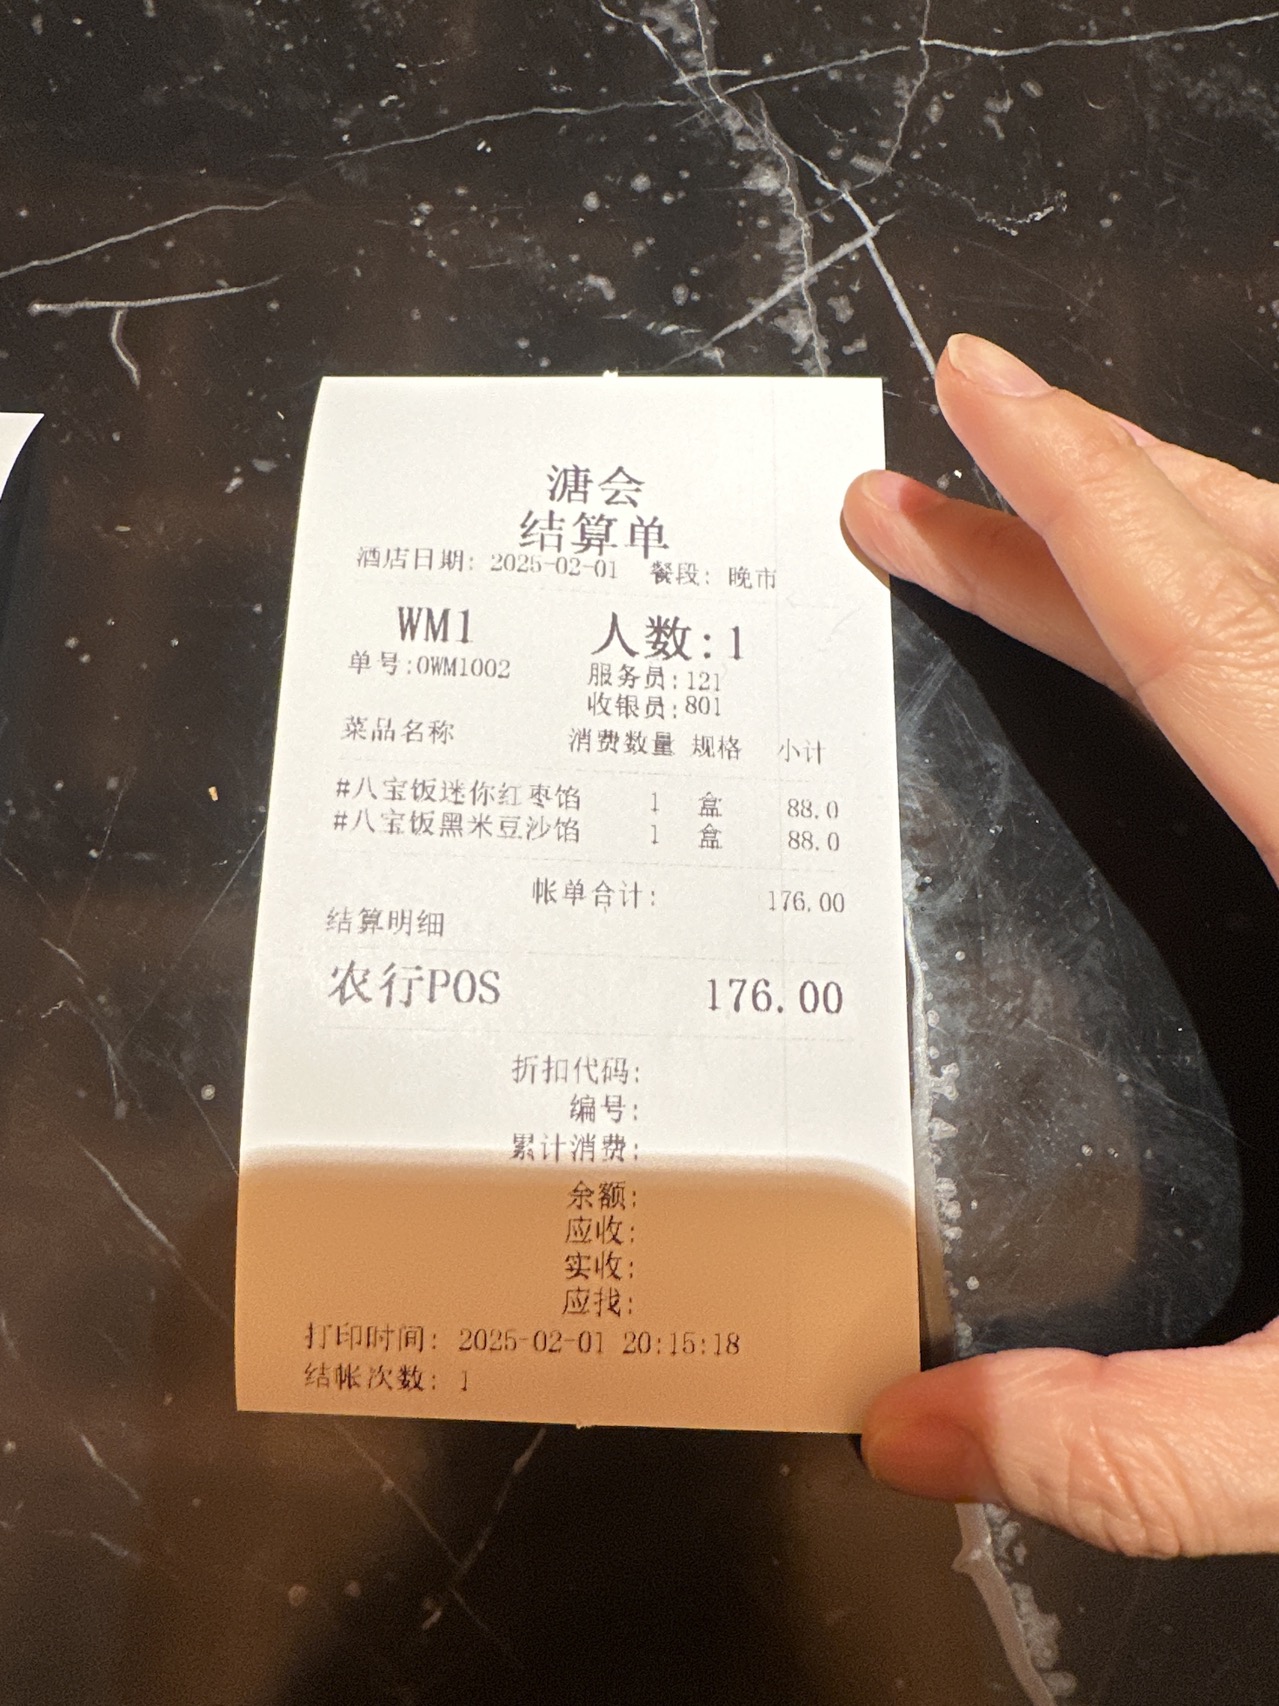 溏会
结算单
酒店日期: 2025-02-01 餐段: 晚市
WM1 人数:1
单号:0WM1002 服务员:121
收银员:801
菜品名称 消费数量 规格 小计
#八宝饭迷你红枣馅 1 盒 88.0
#八宝饭黑米豆沙馅 1 盒 88.0
帐单合计: 176.00
结算明细
农行POS 176.00
折扣代码:
编号:
累计消费:
余额:
应收:
实收:
应找:
打印时间: 2025-02-01 20:15:18
结帐次数: 1